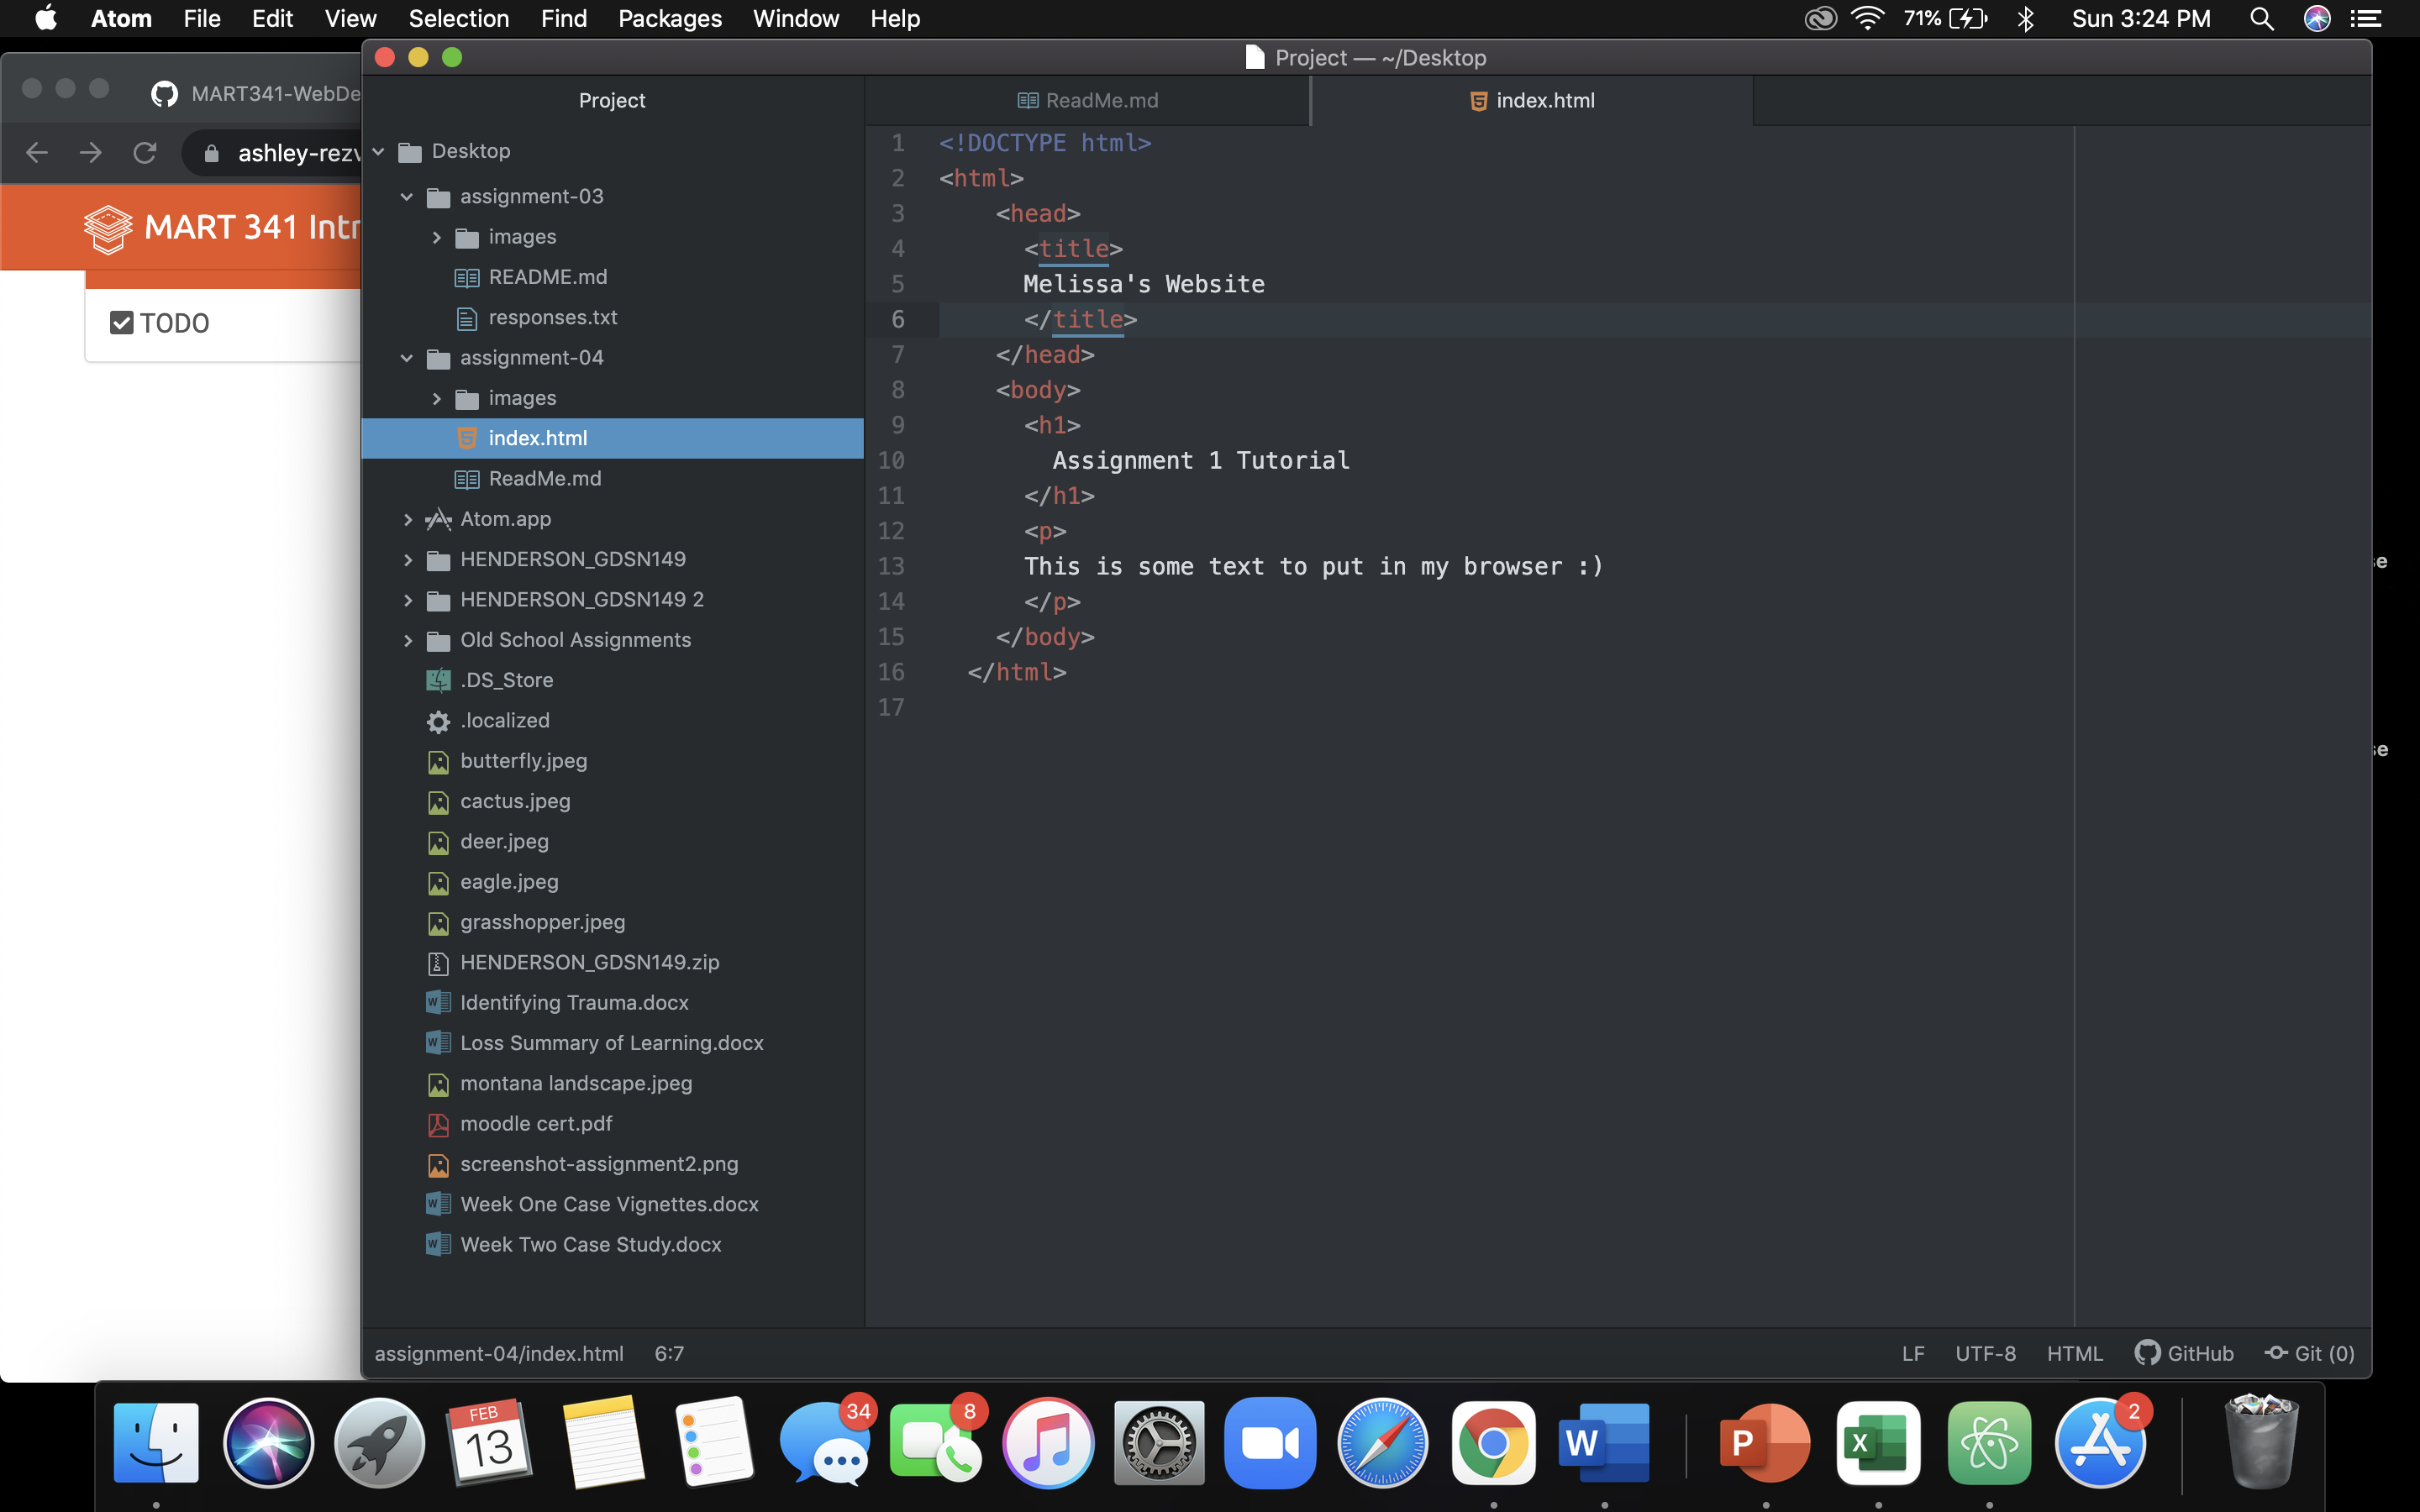 Atom File Edit View Selection Find Packages Window Help 71% Sun 3:24 PM
Project — ~/Desktop
MART341-WebDe
ashley-rezv
MART 341 Intr
TODO
Project
Desktop
assignment-03
images
README.md
responses.txt
assignment-04
images
index.html
ReadMe.md
Atom.app
HENDERSON_GDSN149
HENDERSON_GDSN149 2
Old School Assignments
.DS_Store
.localized
butterfly.jpeg
cactus.jpeg
deer.jpeg
eagle.jpeg
grasshopper.jpeg
HENDERSON_GDSN149.zip
Identifying Trauma.docx
Loss Summary of Learning.docx
montana landscape.jpeg
moodle cert.pdf
screenshot-assignment2.png
Week One Case Vignettes.docx
Week Two Case Study.docx
ReadMe.md index.html
1 <!DOCTYPE html>
2 <html>
3 <head>
4 <title>
5 Melissa's Website
6 </title>
7 </head>
8 <body>
9 <h1>
10 Assignment 1 Tutorial
11 </h1>
12 <p>
13 This is some text to put in my browser :)
14 </p>
15 </body>
16 </html>
17
se
se
assignment-04/index.html 6:7 LF UTF-8 HTML GitHub Git (0)
FEB
13
34
8
W
P
X
2